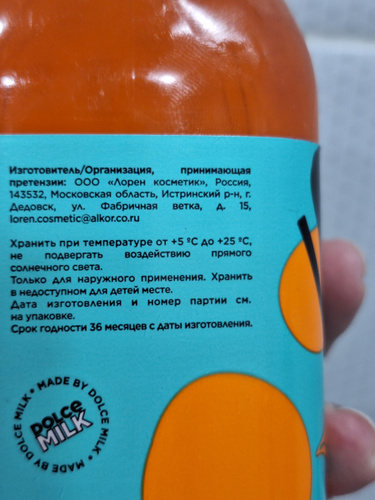 Изготовитель/Организация, принимающая
претензии: ООО «Лорен косметик», Россия,
143532, Московская область, Истринский р-н, г.
Дедовск, ул. Фабричная ветка, д. 15,
loren.cosmetic@alkor.co.ru
Хранить при температуре от +5 ºС до +25 ºС,
не подвергать воздействию прямого
солнечного света.
Только для наружного применения. Хранить
в недоступном для детей месте.
Дата изготовления и номер партии см.
на упаковке.
Срок годности 36 месяцев с даты изготовления.
• MADE BY DOLCE MILK • MADE BY DOLCE MILK
DOLCE
MILK